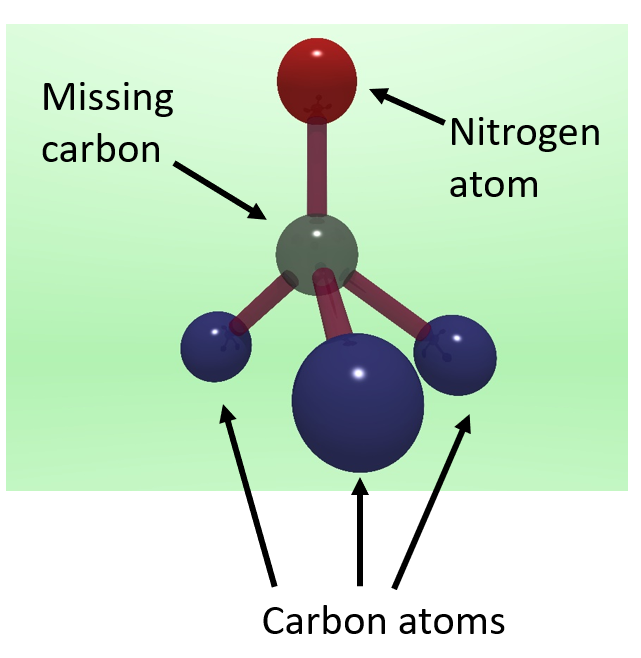 Missing
carbon
Nitrogen
atom
Carbon atoms